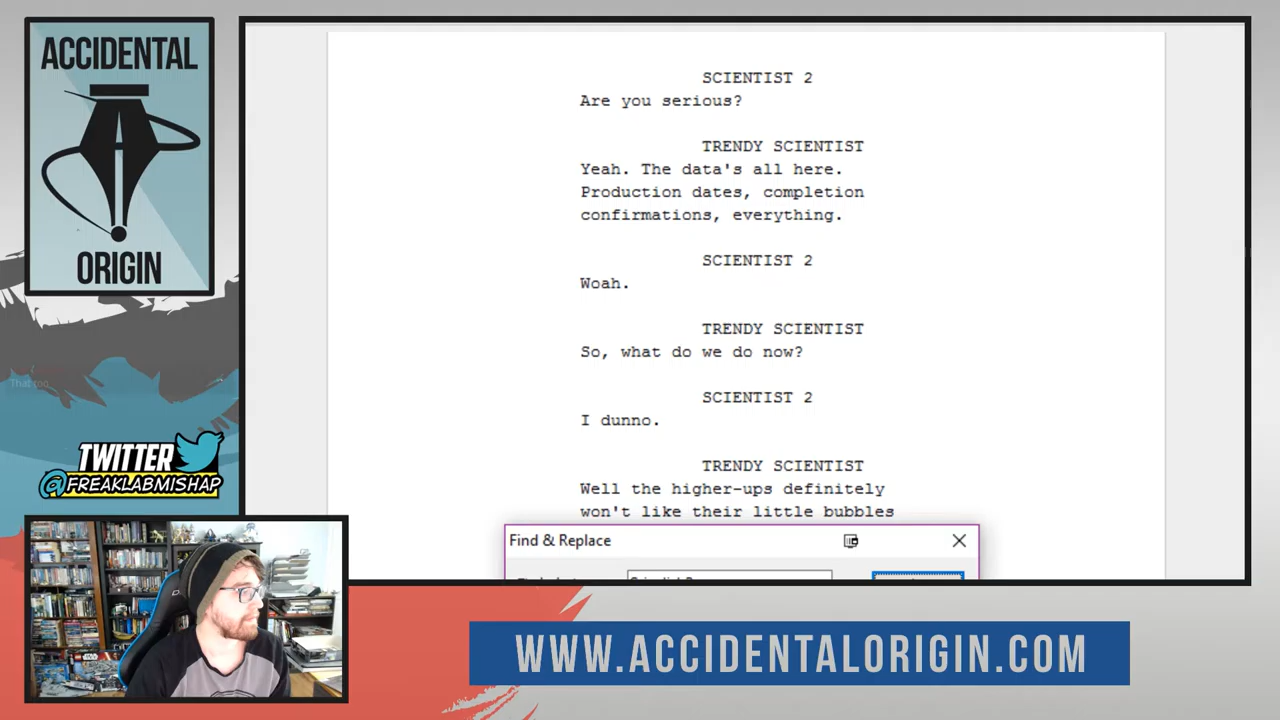 ACCIDENTAL
ORIGIN
That too
TWITTER
@FREAKLABMISHAP
SCIENTIST 2
Are you serious?
TRENDY SCIENTIST
Yeah. The data's all here.
Production dates, completion
confirmations, everything.
SCIENTIST 2
Woah.
TRENDY SCIENTIST
So, what do we do now?
SCIENTIST 2
I dunno.
TRENDY SCIENTIST
Well the higher-ups definitely
won't like their little bubbles
Find & Replace
WWW.ACCIDENTALORIGIN.COM